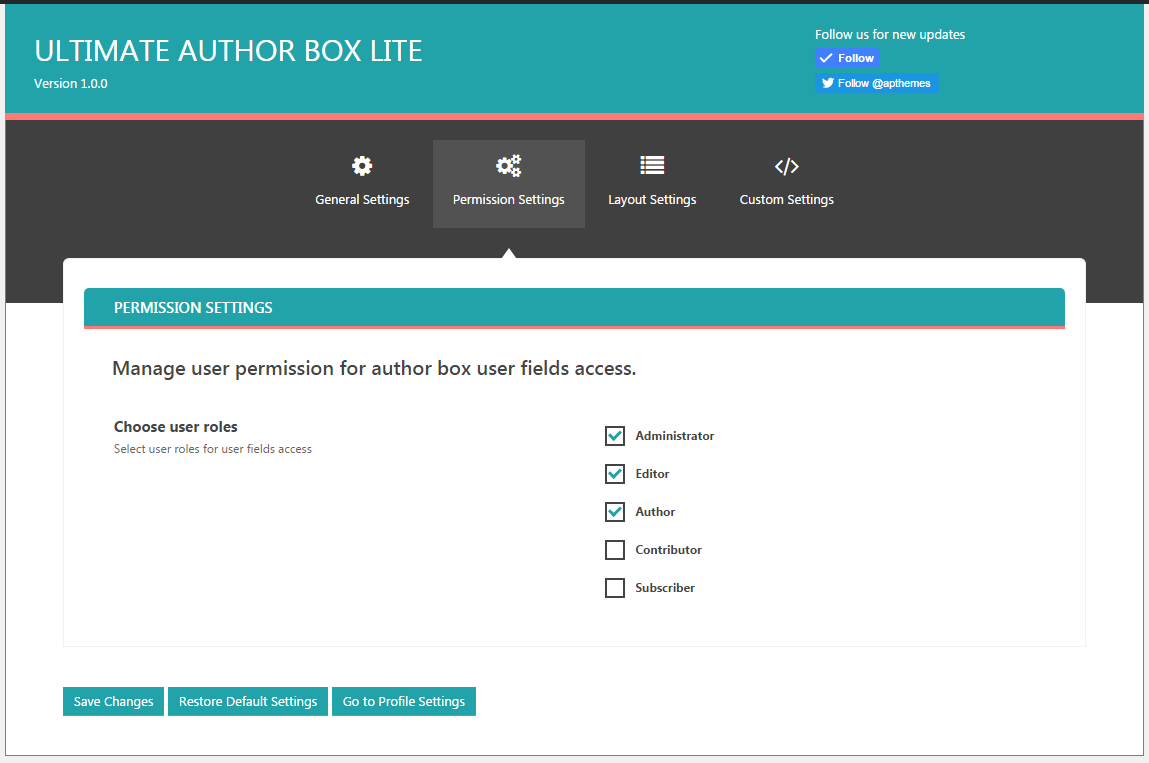 ULTIMATE AUTHOR BOX LITE
Version 1.0.0
Follow us for new updates
Follow
Follow @apthemes
General Settings
Permission Settings
Layout Settings
Custom Settings
PERMISSION SETTINGS
Manage user permission for author box user fields access.
Choose user roles
Select user roles for user fields access
Administrator
Editor
Author
Contributor
Subscriber
Save Changes
Restore Default Settings
Go to Profile Settings